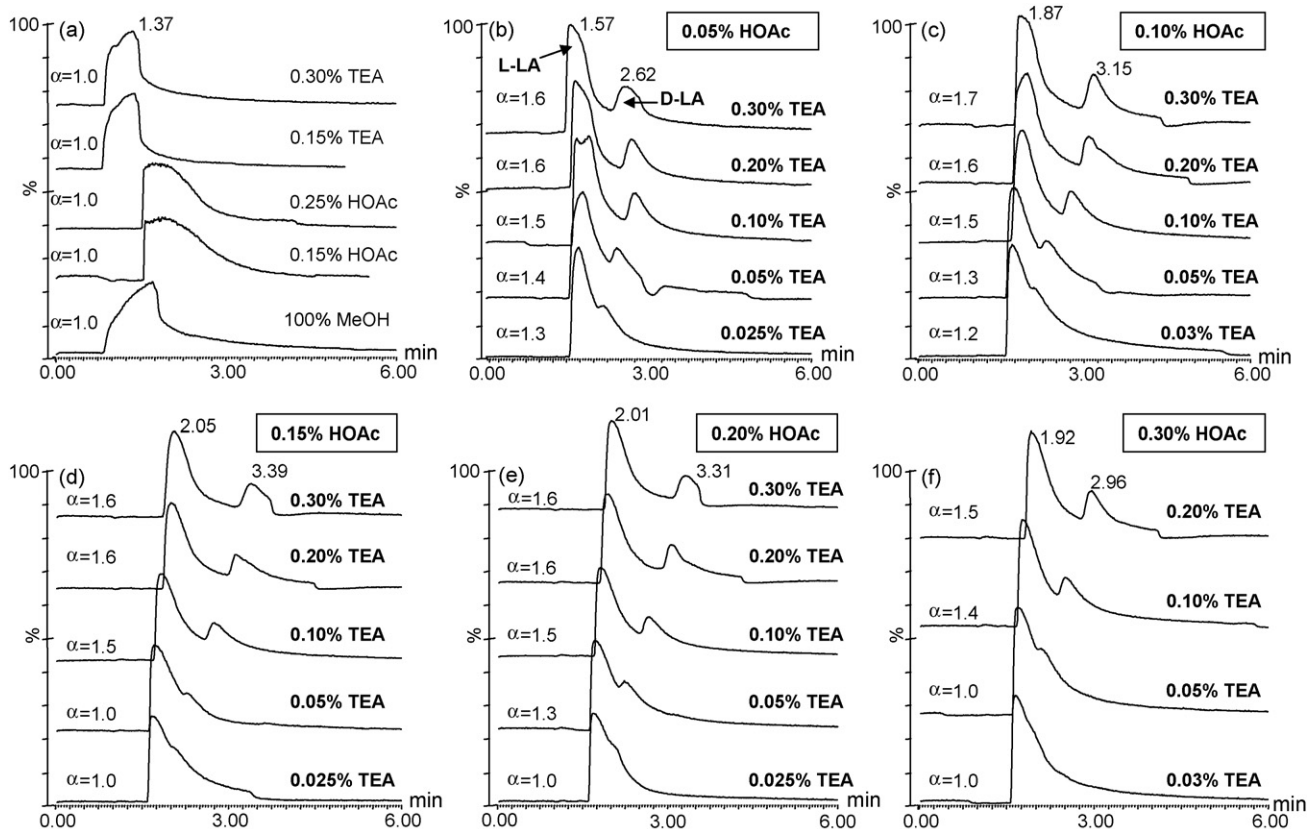 100
(a)
1.37
α=1.0
0.30% TEA
α=1.0
0.15% TEA
%
α=1.0
0.25% HOAc
α=1.0
0.15% HOAc
α=1.0
100% MeOH
0
0.00
3.00
6.00
min
100
(b)
1.57
0.05% HOAc
L-LA
2.62
D-LA
α=1.6
0.30% TEA
α=1.6
0.20% TEA
%
α=1.5
0.10% TEA
α=1.4
0.05% TEA
α=1.3
0.025% TEA
0
0.00
3.00
6.00
min
100
(c)
1.87
0.10% HOAc
3.15
α=1.7
0.30% TEA
α=1.6
0.20% TEA
%
α=1.5
0.10% TEA
α=1.3
0.05% TEA
α=1.2
0.03% TEA
0
0.00
3.00
6.00
min
100
(d)
2.05
0.15% HOAc
3.39
α=1.6
0.30% TEA
α=1.6
0.20% TEA
%
α=1.5
0.10% TEA
α=1.0
0.05% TEA
α=1.0
0.025% TEA
0
0.00
3.00
6.00
min
100
(e)
2.01
0.20% HOAc
3.31
α=1.6
0.30% TEA
α=1.6
0.20% TEA
%
α=1.5
0.10% TEA
α=1.3
0.05% TEA
α=1.0
0.025% TEA
0
0.00
3.00
6.00
min
100
(f)
1.92
0.30% HOAc
2.96
α=1.5
0.20% TEA
%
α=1.4
0.10% TEA
α=1.0
0.05% TEA
α=1.0
0.03% TEA
0
0.00
3.00
6.00
min